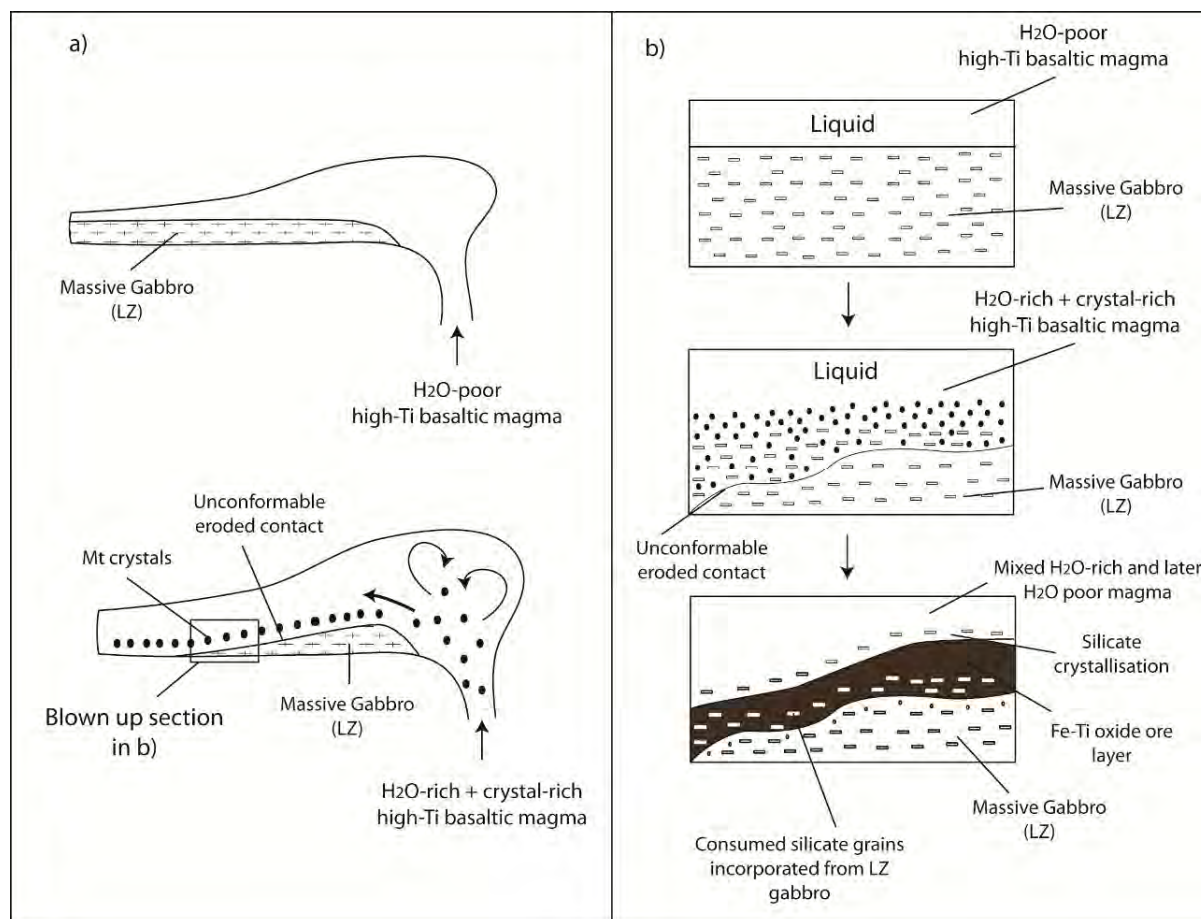 a)
Massive Gabbro
(LZ)
H2O-poor
high-Ti basaltic magma
Unconformable
eroded contact
Mt crystals
Blown up section
in b)
Massive Gabbro
(LZ)
H2O-rich + crystal-rich
high-Ti basaltic magma
b)
H2O-poor
high-Ti basaltic magma
Liquid
Massive Gabbro
(LZ)
H2O-rich + crystal-rich
high-Ti basaltic magma
Liquid
Massive Gabbro
(LZ)
Unconformable
eroded contact
Mixed H2O-rich and later
H2O poor magma
Silicate
crystallisation
Fe-Ti oxide ore
layer
Massive Gabbro
(LZ)
Consumed silicate grains
incorporated from LZ
gabbro